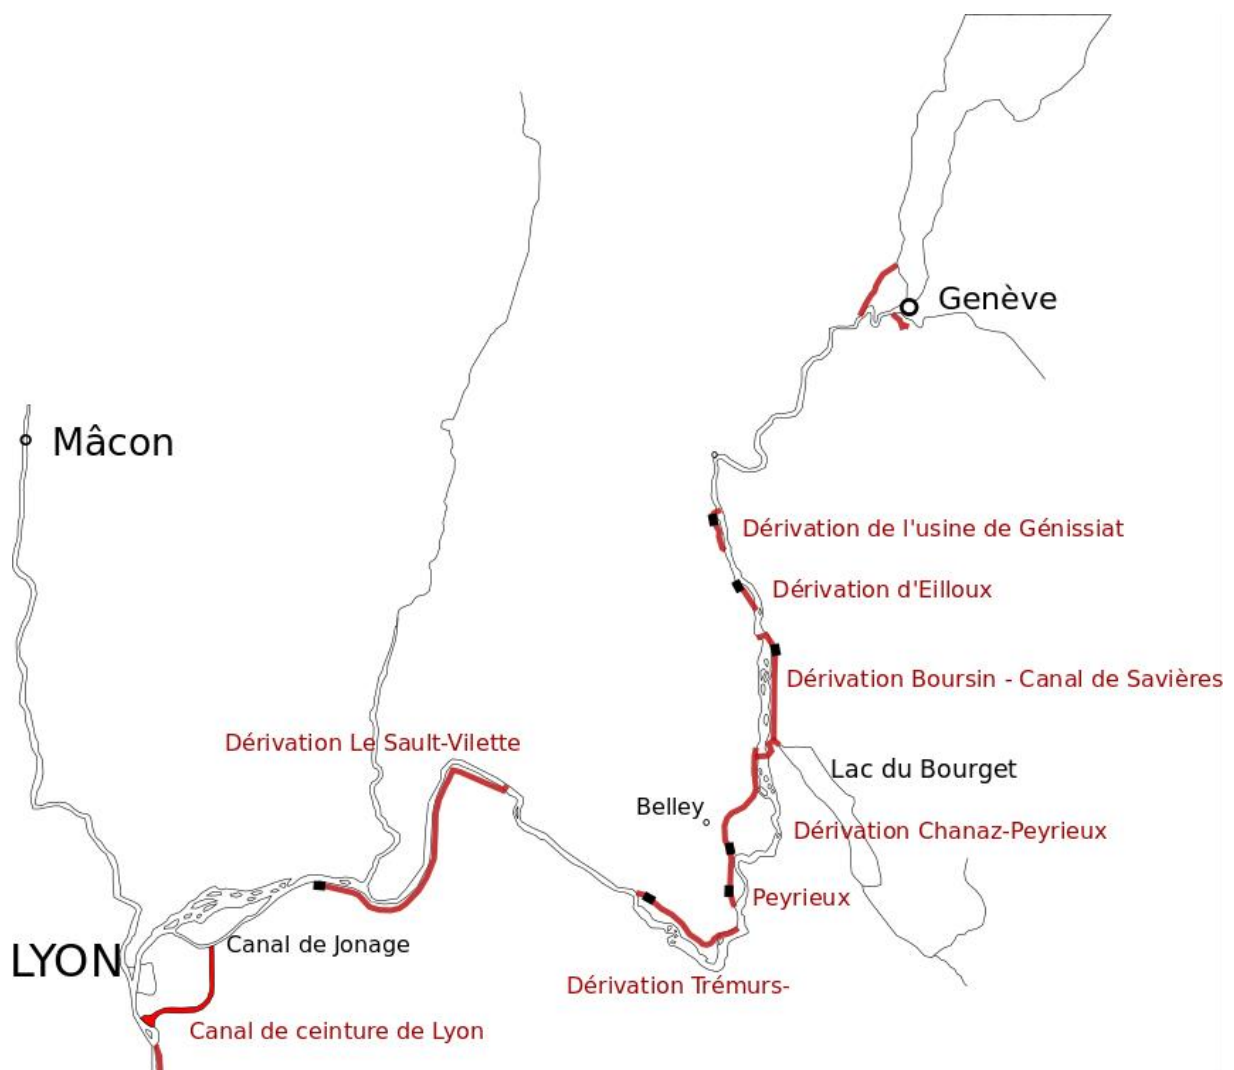 Genève
Mâcon
Dérivation de l'usine de Génissiat
Dérivation d'Eilloux
Dérivation Boursin - Canal de Savières
Dérivation Le Sault-Vilette
Lac du Bourget
Belley
Dérivation Chanaz-Peyrieux
Peyrieux
Canal de Jonage
LYON
Dérivation Trémurs-
Canal de ceinture de Lyon